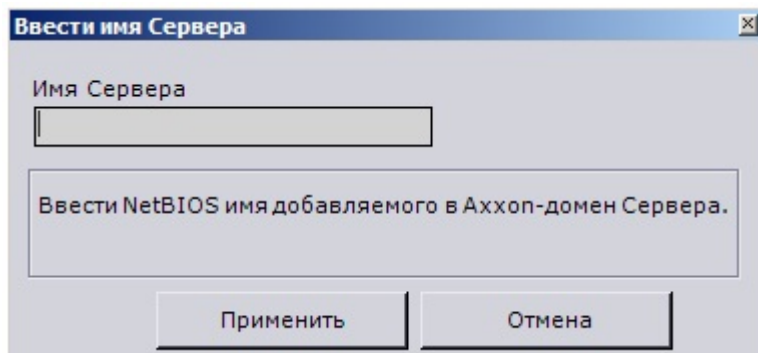 Ввести имя Сервера
Имя Сервера
Ввести NetBIOS имя добавляемого в Axxon-домен Сервера.
Применить
Отмена